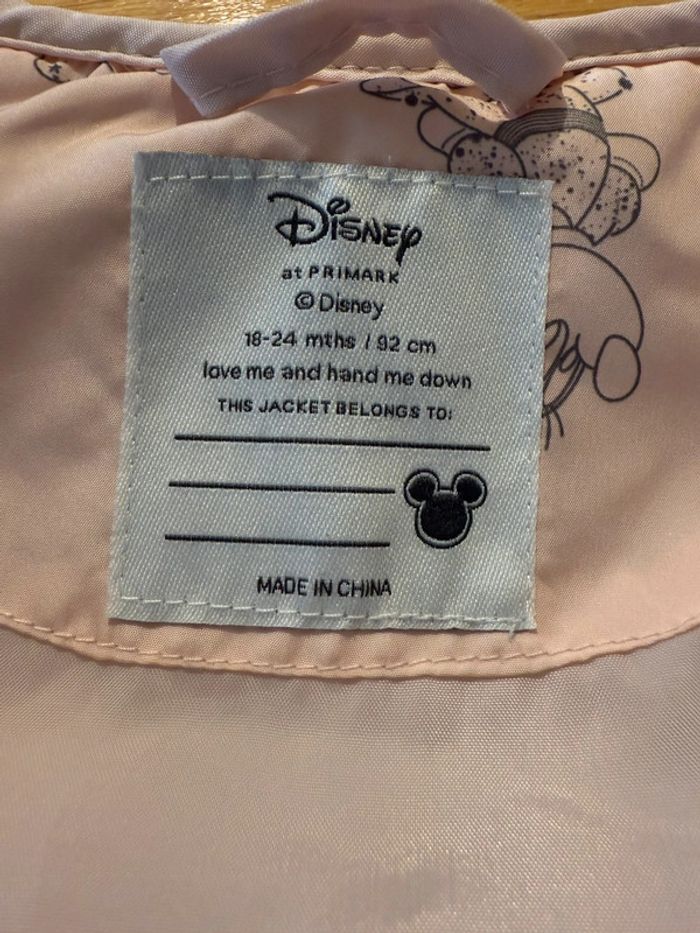 Disney
at PRIMARK
© Disney
18-24 mths / 92 cm
love me and hand me down
THIS JACKET BELONGS TO:
MADE IN CHINA